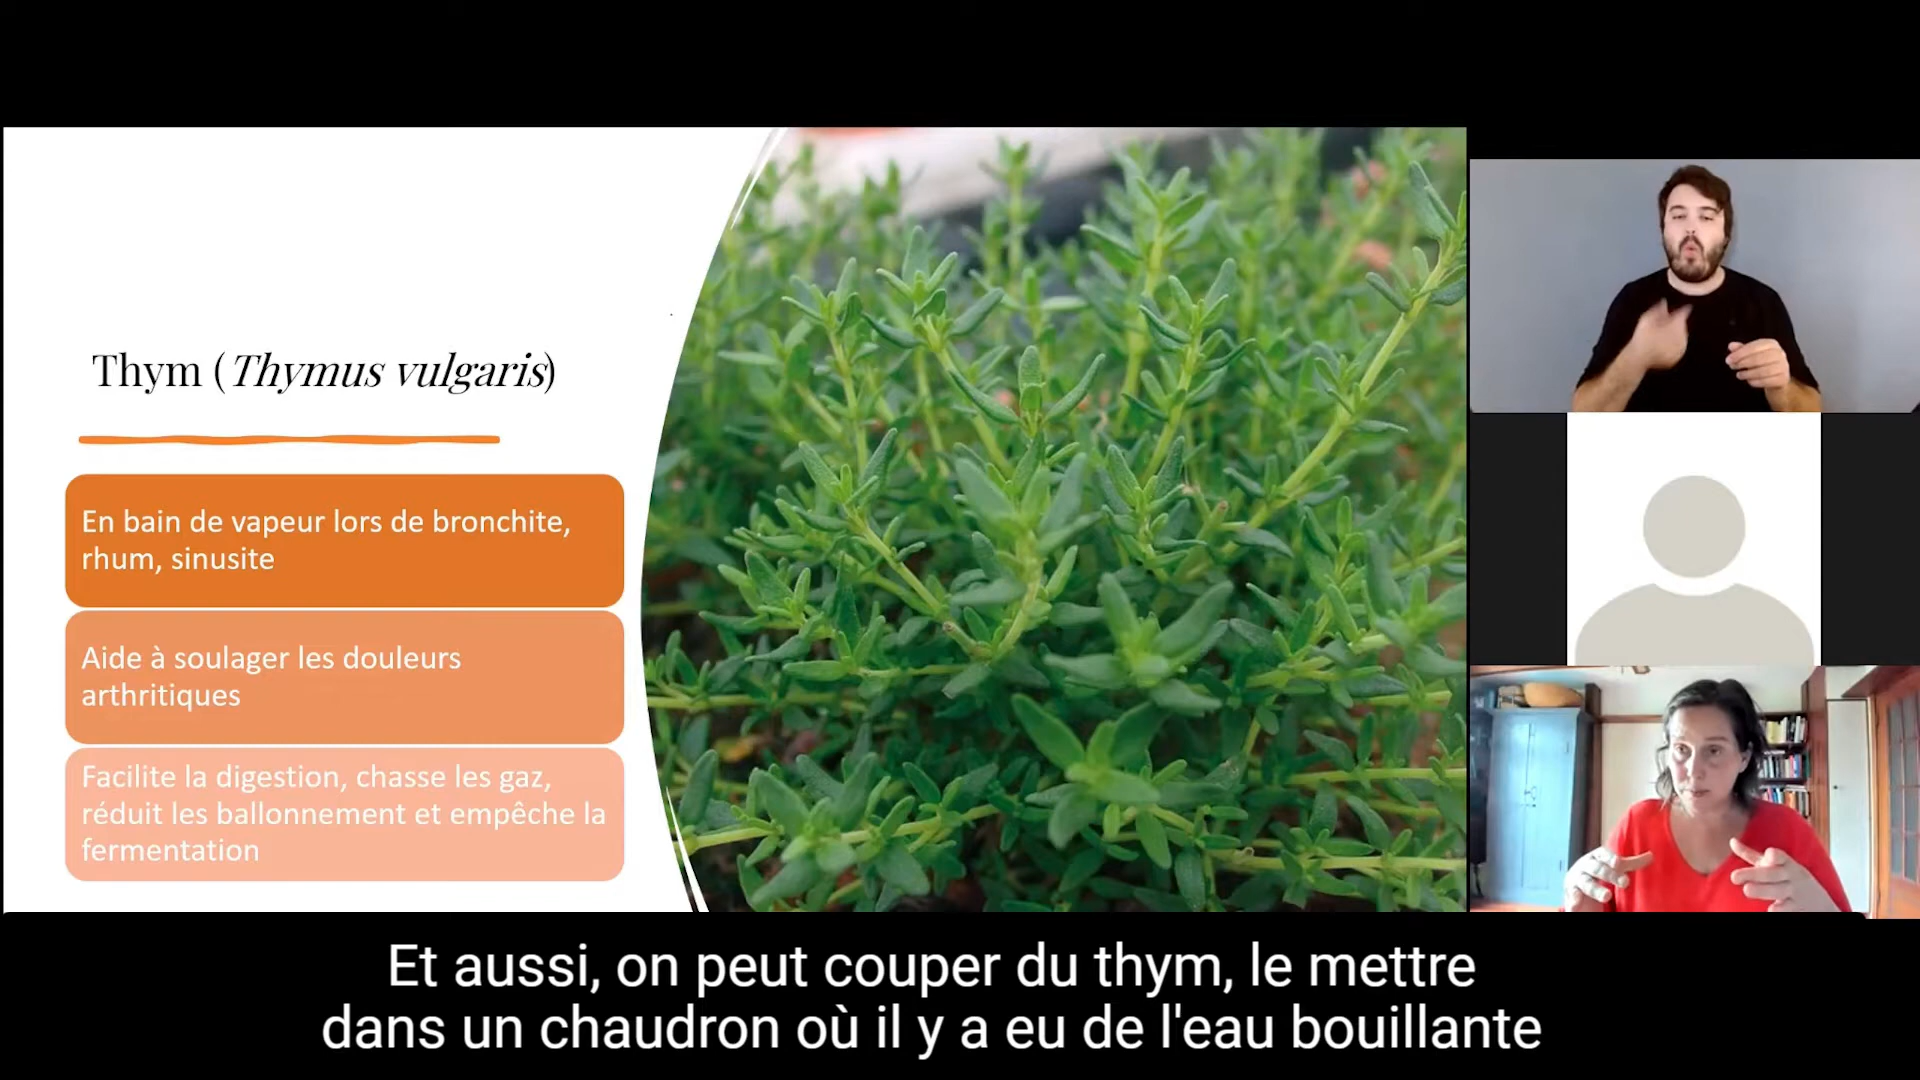 Thym (Thymus vulgaris)
En bain de vapeur lors de bronchite,
rhum, sinusite
Aide à soulager les douleurs
arthritiques
Facilite la digestion, chasse les gaz,
réduit les ballonnement et empêche la
fermentation
Et aussi, on peut couper du thym, le mettre
dans un chaudron où il y a eu de l'eau bouillante